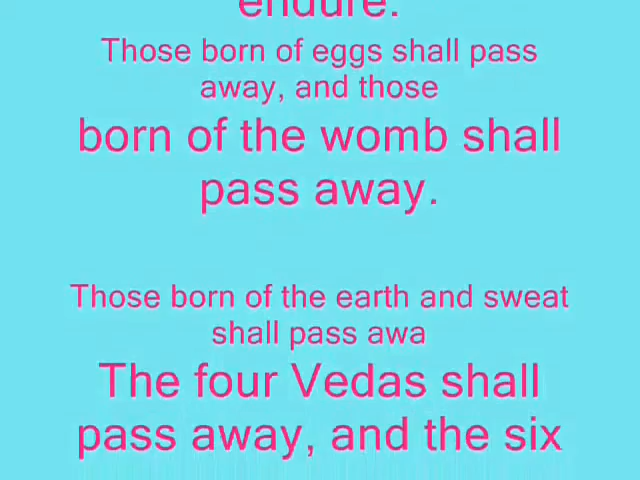 endure.
Those born of eggs shall pass
away, and those
born of the womb shall
pass away.
Those born of the earth and sweat
shall pass awa
The four Vedas shall
pass away, and the six